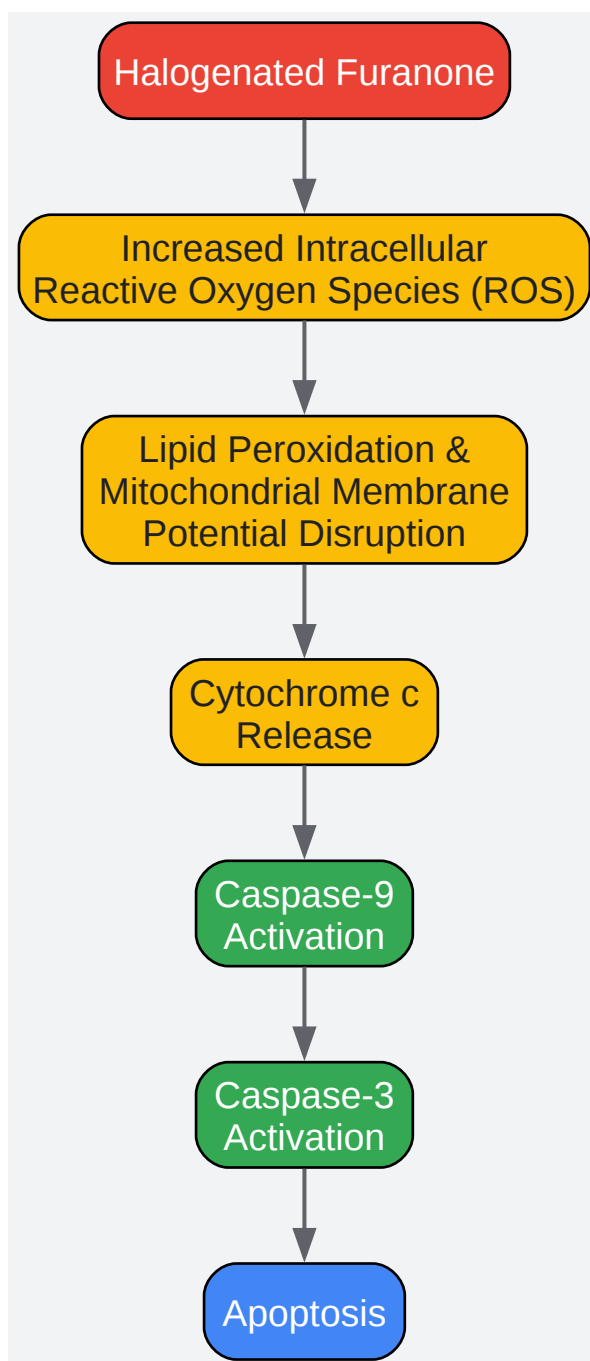 Halogenated Furanone
Increased Intracellular
Reactive Oxygen Species (ROS)
Lipid Peroxidation &
Mitochondrial Membrane
Potential Disruption
Cytochrome c
Release
Caspase-9
Activation
Caspase-3
Activation
Apoptosis